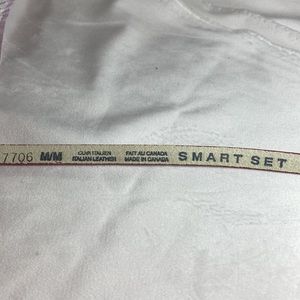 7706 M/M CUIR ITALIEN FAIT AU CANADA SMART SET
ITALIAN LEATHER MADE IN CANADA